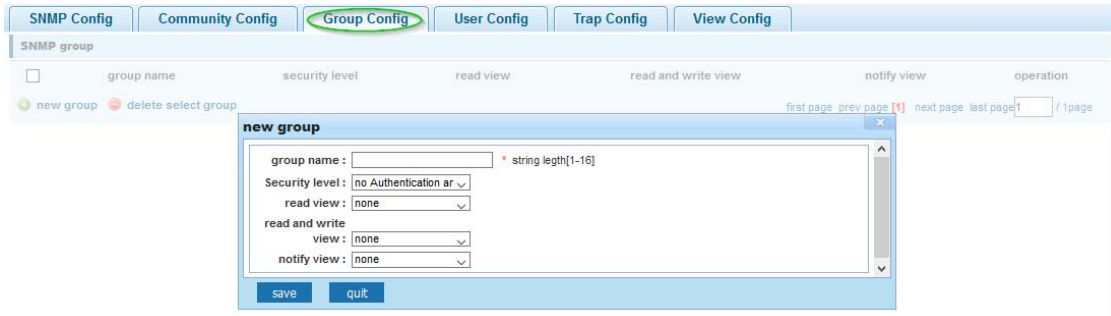 SNMP Config Community Config Group Config User Config Trap Config View Config
SNMP group
group name security level read view read and write view notify view operation
new group delete select group first page prev page [1] next page last page 1 / 1page
new group
group name : * string legth[1-16]
Security level : no Authentication ar
read view : none
read and write
view : none
notify view : none
save quit